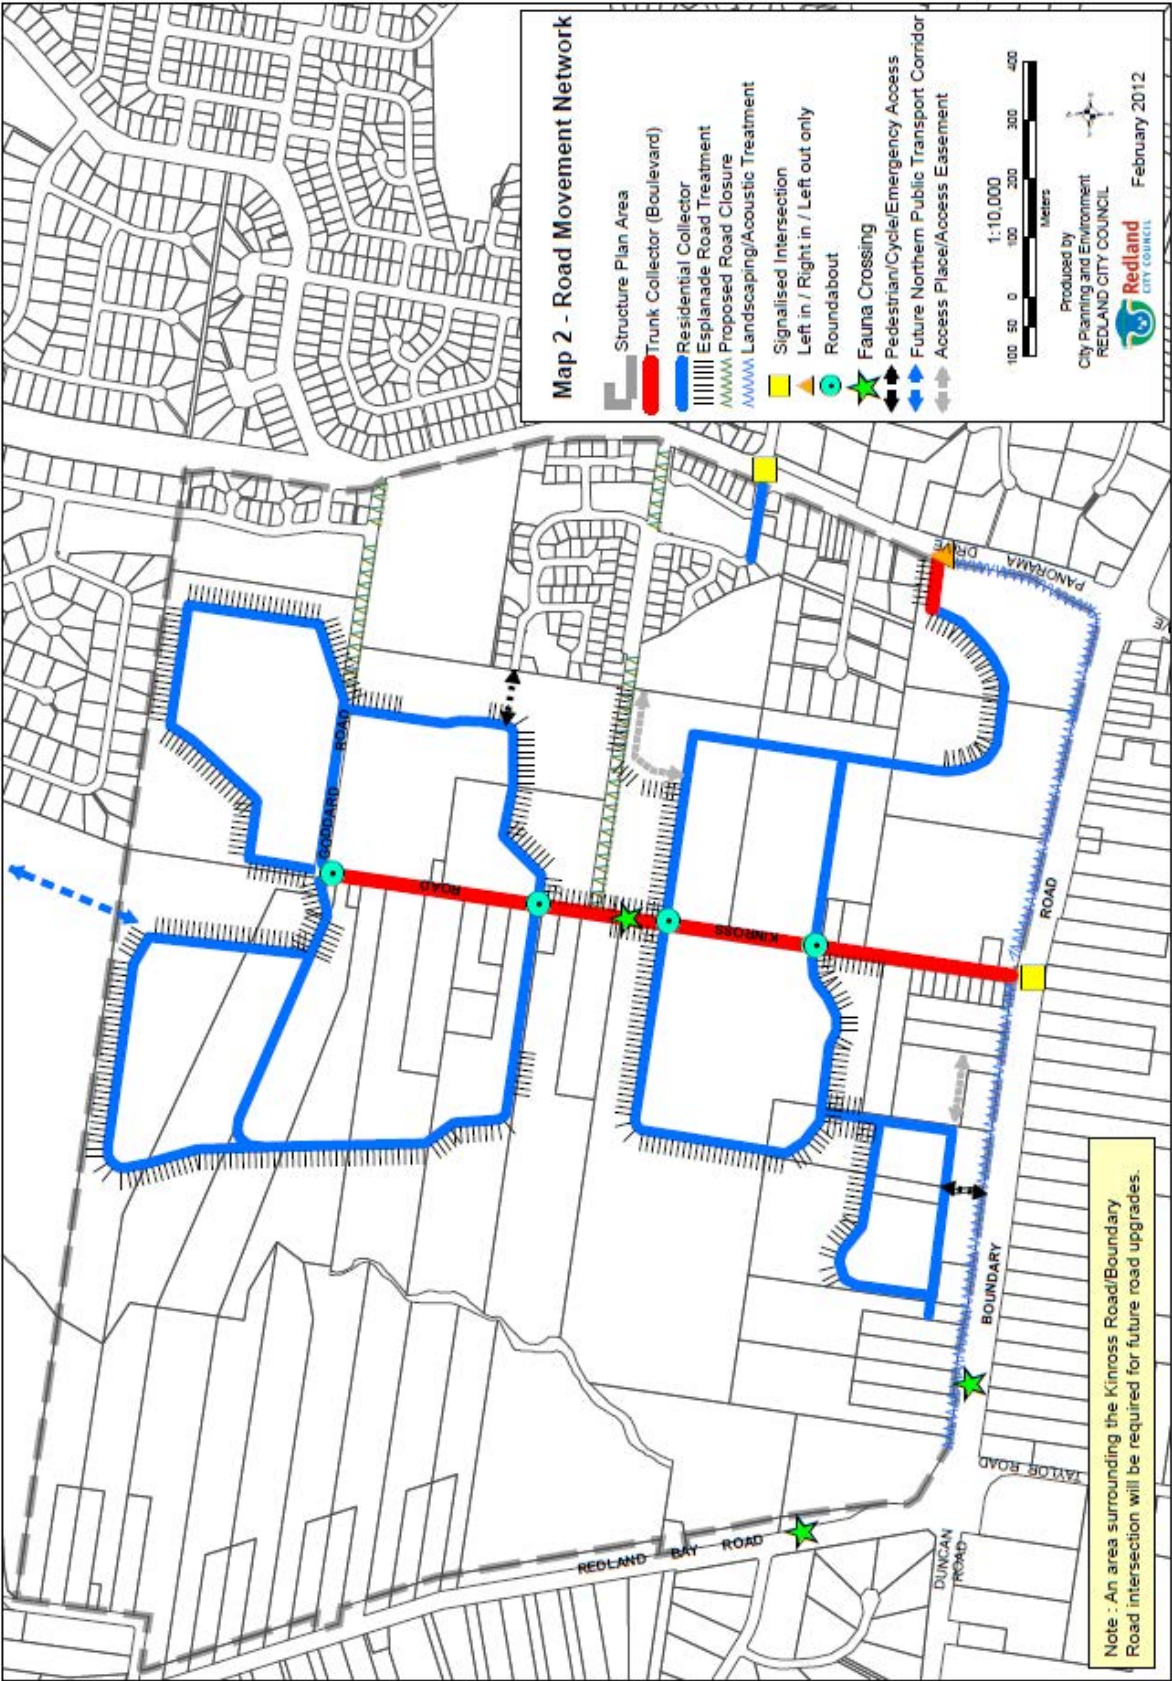 Map 2 - Road Movement Network
Structure Plan Area
Trunk Collector (Boulevard)
Residential Collector
Esplanade Road Treatment
Proposed Road Closure
Landscaping/Acoustic Treatment
Signalised Intersection
Left in / Right in / Left out only
Roundabout
Fauna Crossing
Pedestrian/Cycle/Emergency Access
Future Northern Public Transport Corridor
Access Place/Access Easement
1:10,000
100 50 0 100 200 300 400
Meters
Produced by
City Planning and Environment
REDLAND CITY COUNCIL
Redland
CITY COUNCIL
February 2012
GODDARD ROAD
KINROSS ROAD
PANORAMA
DRIVE
BOUNDARY ROAD
REDLAND BAY ROAD
DUNCAN
ROAD
TAYLOR ROAD
Note : An area surrounding the Kinross Road/Boundary
Road intersection will be required for future road upgrades.